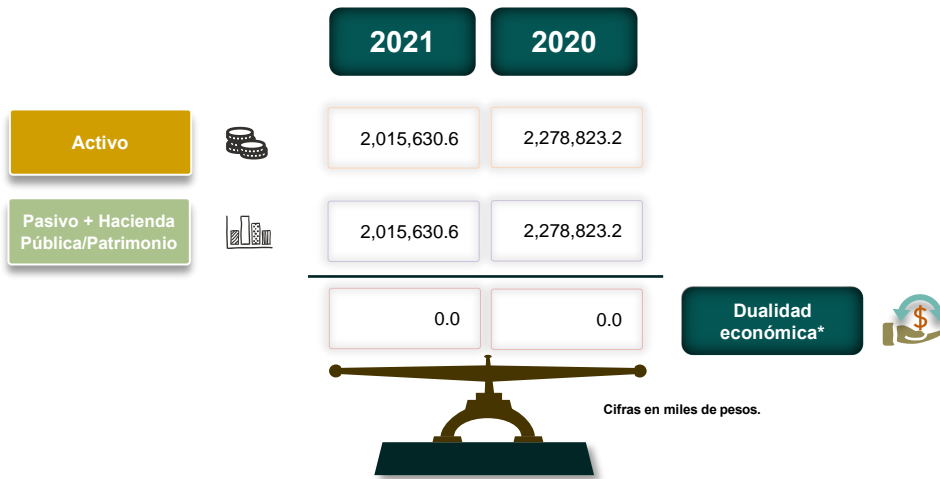 2021 2020
Activo 2,015,630.6 2,278,823.2
Pasivo + Hacienda
Pública/Patrimonio 2,015,630.6 2,278,823.2
0.0 0.0
Dualidad
económica*
$
Cifras en miles de pesos.